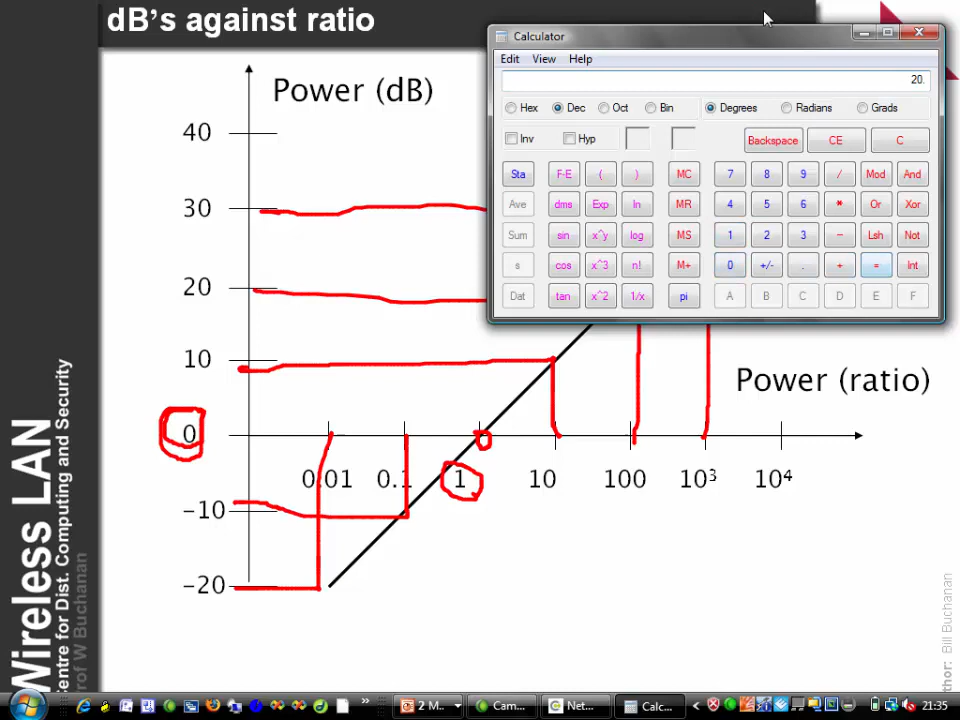 dB's against ratio
Power (dB)
40
30
20
10
0
-10
-20
Power (ratio)
0.01 0.1 1 10 100 10³ 10⁴
Wireless LAN
Centre for Dist. Computing and Security
rof W Buchanan
Author: Bill Buchanan
Calculator
Edit View Help
20.
Hex Dec Oct Bin Degrees Radians Grads
Inv Hyp Backspace CE C
Sta F-E ( ) MC 7 8 9 / Mod And
Ave dms Exp ln MR 4 5 6 * Or Xor
Sum sin x^y log MS 1 2 3 - Lsh Not
s cos x^3 n! M+ 0 +/- . + = Int
Dat tan x^2 1/x pi A B C D E F
2 M... Cam... Net... Calc... 21:35